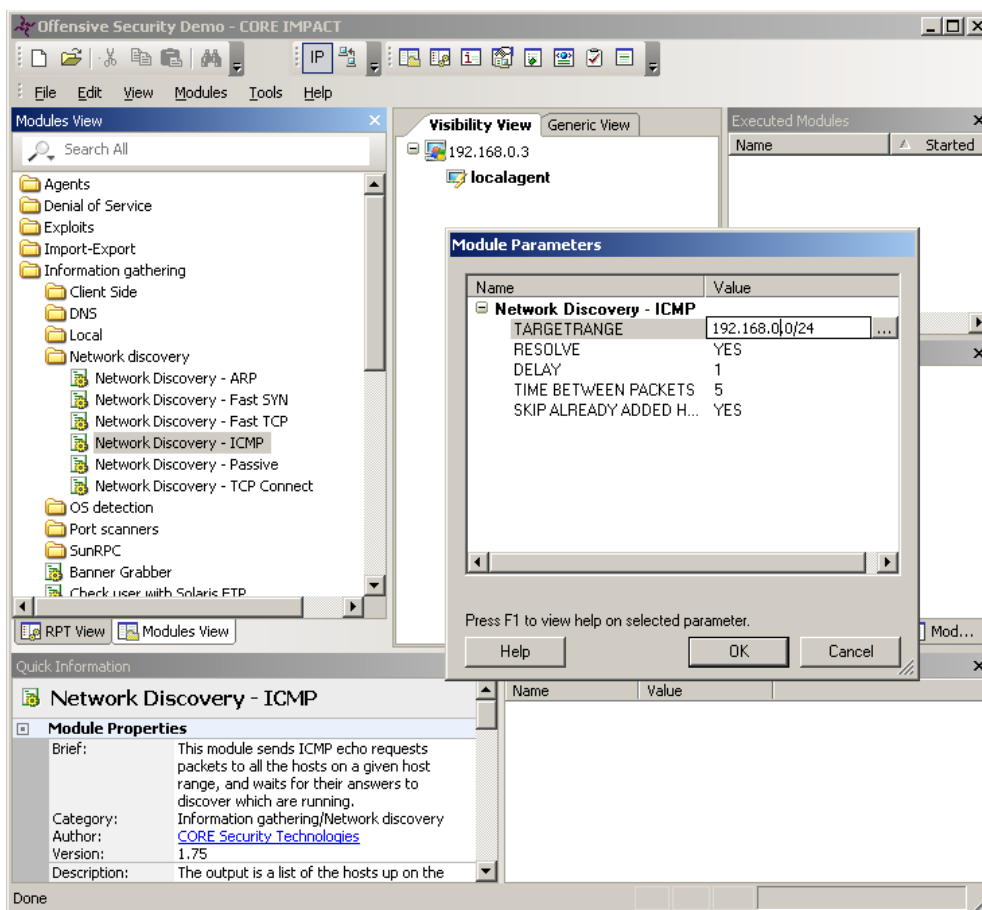 Offensive Security Demo - CORE IMPACT
IP
File Edit View Modules Tools Help
Modules View
Search All
Agents
Denial of Service
Exploits
Import-Export
Information gathering
Client Side
DNS
Local
Network discovery
Network Discovery - ARP
Network Discovery - Fast SYN
Network Discovery - Fast TCP
Network Discovery - ICMP
Network Discovery - Passive
Network Discovery - TCP Connect
OS detection
Port scanners
SunRPC
Banner Grabber
Check user with Solaris FTP
RPT View Modules View
Visibility View Generic View
192.168.0.3
localagent
Executed Modules
Name Started
Module Parameters
Name Value
Network Discovery - ICMP
TARGETRANGE 192.168.0.0/24 ...
RESOLVE YES
DELAY 1
TIME BETWEEN PACKETS 5
SKIP ALREADY ADDED H... YES
Press F1 to view help on selected parameter.
Help OK Cancel
Mod...
Quick Information
Network Discovery - ICMP
Module Properties
Brief: This module sends ICMP echo requests
packets to all the hosts on a given host
range, and waits for their answers to
discover which are running.
Category: Information gathering/Network discovery
Author: CORE Security Technologies
Version: 1.75
Description: The output is a list of the hosts up on the
Name Value
Done